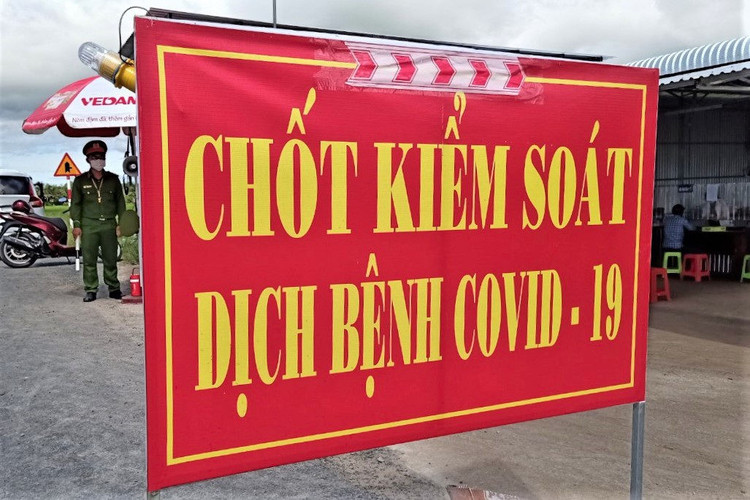 VEDAN
CHỐT KIỂM SOÁT
DỊCH BỆNH COVID - 19